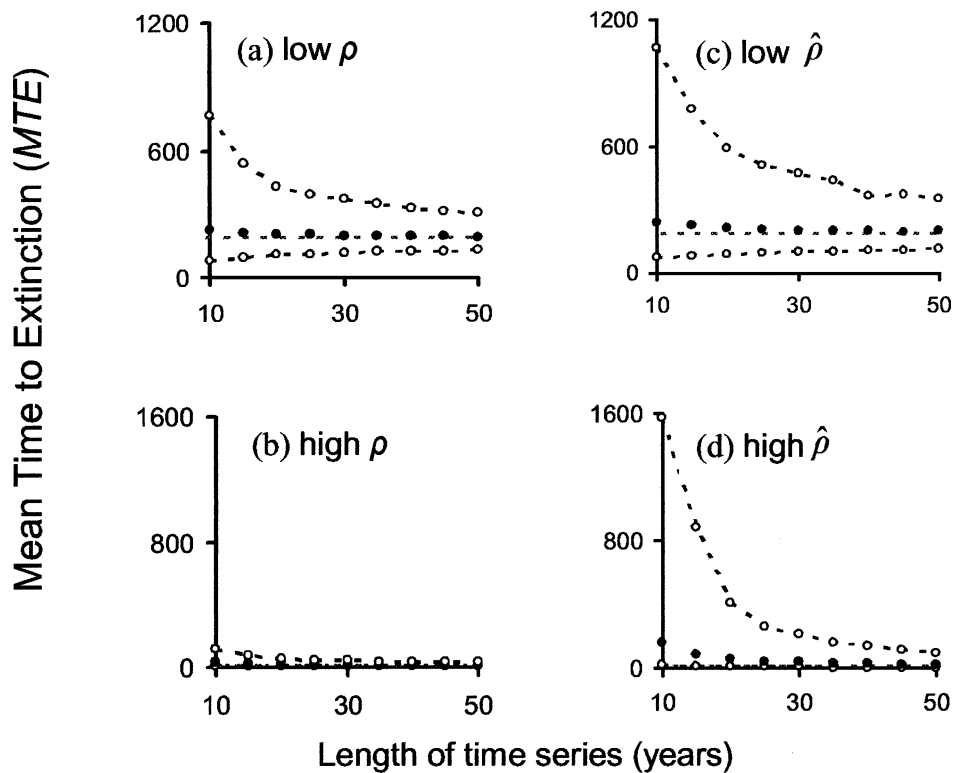 Mean Time to Extinction (MTE)
(a) low ρ
1200
600
0
10 30 50
(c) low ρ̂
1200
600
0
10 30 50
(b) high ρ
1600
800
0
10 30 50
(d) high ρ̂
1600
800
0
10 30 50
Length of time series (years)